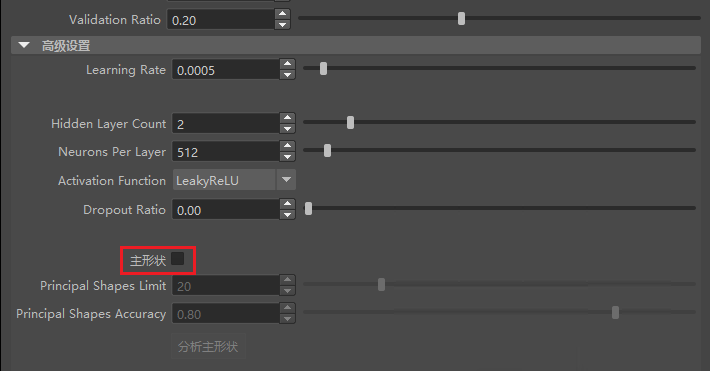 Validation Ratio 0.20
高级设置
Learning Rate 0.0005
Hidden Layer Count 2
Neurons Per Layer 512
Activation Function LeakyReLU
Dropout Ratio 0.00
主形状
Principal Shapes Limit 20
Principal Shapes Accuracy 0.80
分析主形状